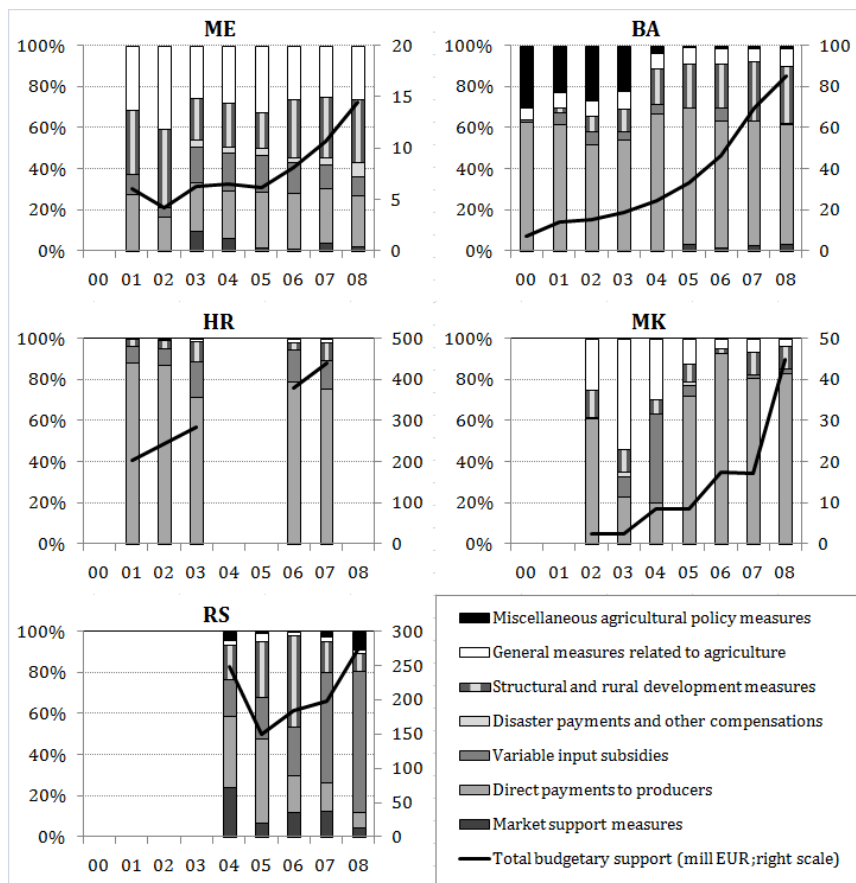 ME BA
100% 20 100% 100
80% 15 80% 80
60% 10 60% 60
40% 40% 40
20% 5 20% 20
0% 0 0% 0
00 01 02 03 04 05 06 07 08 00 01 02 03 04 05 06 07 08
HR MK
100% 500 100% 50
80% 400 80% 40
60% 300 60% 30
40% 200 40% 20
20% 100 20% 10
0% 0 0% 0
00 01 02 03 04 05 06 07 08 00 01 02 03 04 05 06 07 08
RS
100% 300
80% 250
60% 200
150
40% 100
20% 50
0% 0
00 01 02 03 04 05 06 07 08
Miscellaneous agricultural policy measures
General measures related to agriculture
Structural and rural development measures
Disaster payments and other compensations
Variable input subsidies
Direct payments to producers
Market support measures
Total budgetary support (mill EUR;right scale)